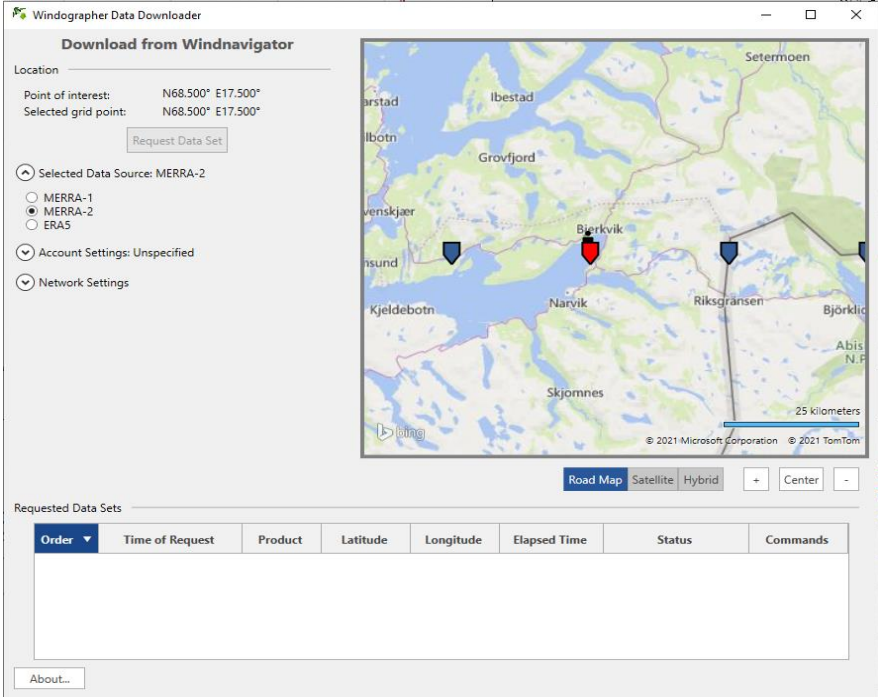 Windographer Data Downloader
Download from Windnavigator
Location
Point of interest: N68.500° E17.500°
Selected grid point: N68.500° E17.500°
Request Data Set
Selected Data Source: MERRA-2
MERRA-1
MERRA-2
ERA5
Account Settings: Unspecified
Network Settings
Setermoen
arstad
Ibestad
lbotn
Grovfjord
venskjær
Bjerkvik
nsund
Kjeldebotn
Narvik
Riksgränsen
Björklid
Abis
N.P
Skjomnes
25 kilometers
bing
© 2021 Microsoft Corporation © 2021 TomTom
Road Map Satellite Hybrid + Center -
Requested Data Sets
Order Time of Request Product Latitude Longitude Elapsed Time Status Commands
About...